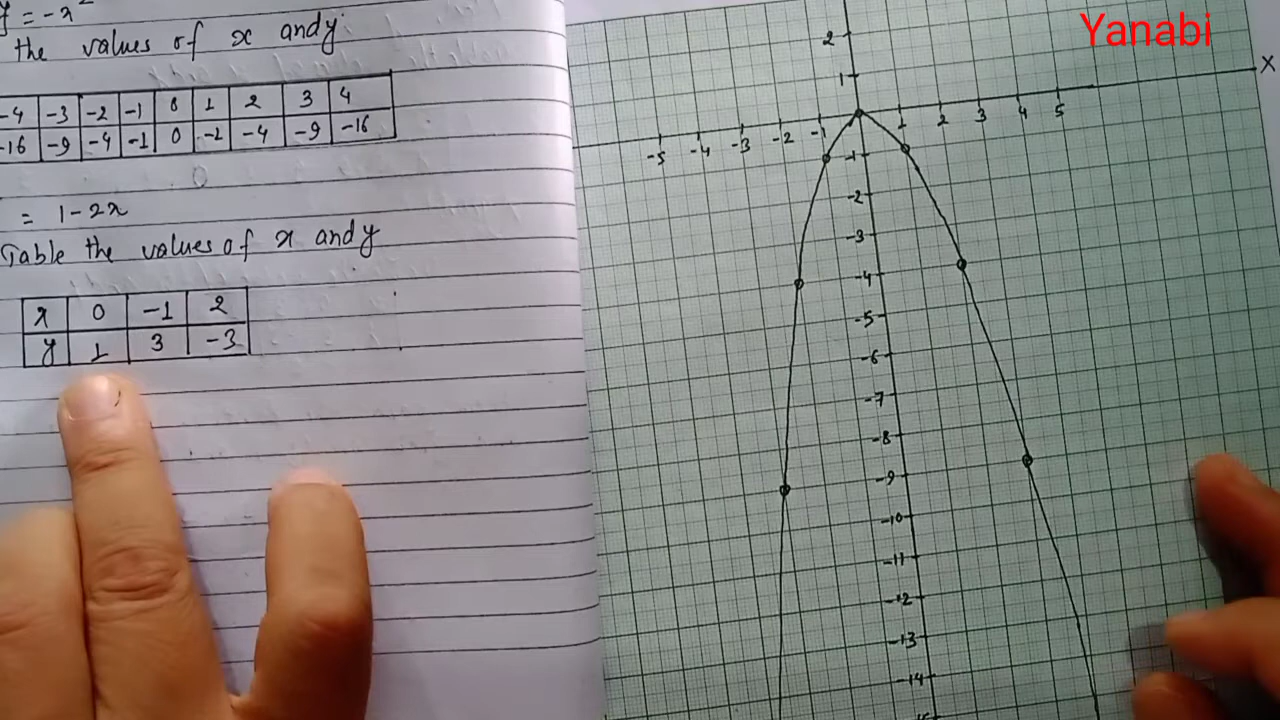 y = -x²
the values of x and y.
-4 -3 -2 -1 0 1 2 3 4
-16 -9 -4 -1 0 -1 -4 -9 -16
= 1-2x
Table the values of x and y
x 0 -1 2
y 1 3 -3
Yanabi
2
1
X
-5 -4 -3 -2 -1 1 2 3 4 5
-1
-2
-3
-4
-5
-6
-7
-8
-9
-10
-11
-12
-13
-14